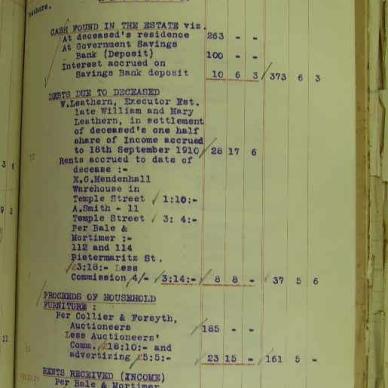 CASH FOUND IN THE ESTATE viz.
At deceased's residence 263 - -
At Government Savings
Bank (Deposit) 100 - -
Interest accrued on
Savings Bank deposit 10 6 3 373 6 3
DEBTS DUE TO DECEASED
W.Leathern, Executor Est.
late William and Mary
Leathern, in settlement
of deceased's one half
share of Income accrued
to 18th September 1910 28 17 6
Rents accrued to date of
decease :-
X.G.Mendenhall
Warehouse in
Temple Street 1:10:-
A.Smith - 11
Temple Street 3: 4:-
Per Bale &
Mortimer :-
112 and 114
Pietermaritz St.
£3:18:- Less
Commission 4/- 3:14:- 8 8 - 37 5 6
PROCEEDS OF HOUSEHOLD
FURNITURE :
Per Collier & Forsyth,
Auctioneers 185 - -
Less Auctioneers'
Comm. £18:10:- and
advertising £5:5:- 23 15 - 161 5 -
RENTS RECEIVED (INCOME)
Per Bale & Mortimer